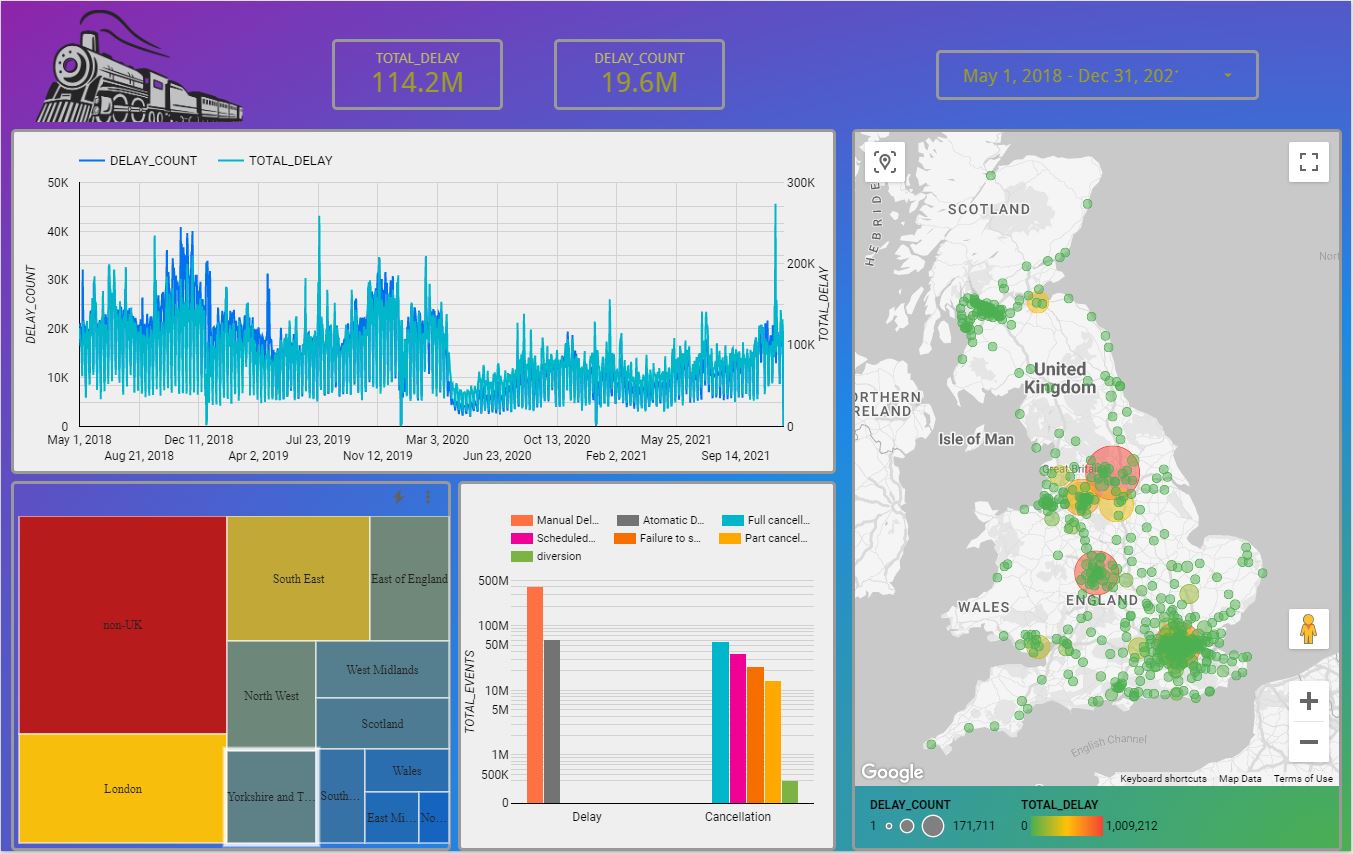 TOTAL_DELAY
114.2M
DELAY_COUNT
19.6M
May 1, 2018 - Dec 31, 202
DELAY_COUNT TOTAL_DELAY
50K
40K
30K
20K
10K
0
DELAY_COUNT
300K
200K
100K
0
TOTAL_DELAY
May 1, 2018 Dec 11, 2018 Jul 23, 2019 Mar 3, 2020 Oct 13, 2020 May 25, 2021
Aug 21, 2018 Apr 2, 2019 Nov 12, 2019 Jun 23, 2020 Feb 2, 2021 Sep 14, 2021
non-UK
South East
East of England
North West
West Midlands
Scotland
London
Yorkshire and T...
South...
Wales
East Mi...
No...
Manual Del... Atomatic D... Full cancell...
Scheduled... Failure to s... Part cancel...
diversion
500M
100M
50M
10M
5M
1M
500K
0
TOTAL_EVENTS
Delay Cancellation
HEBRIDE
SCOTLAND
Nort
United
Kingdom
ORTHERN
RELAND
Isle of Man
Great Britai
WALES
ENGLAND
English Channel
Google
Keyboard shortcuts Map Data Terms of Use
DELAY_COUNT TOTAL_DELAY
1 171,711 0 1,009,212